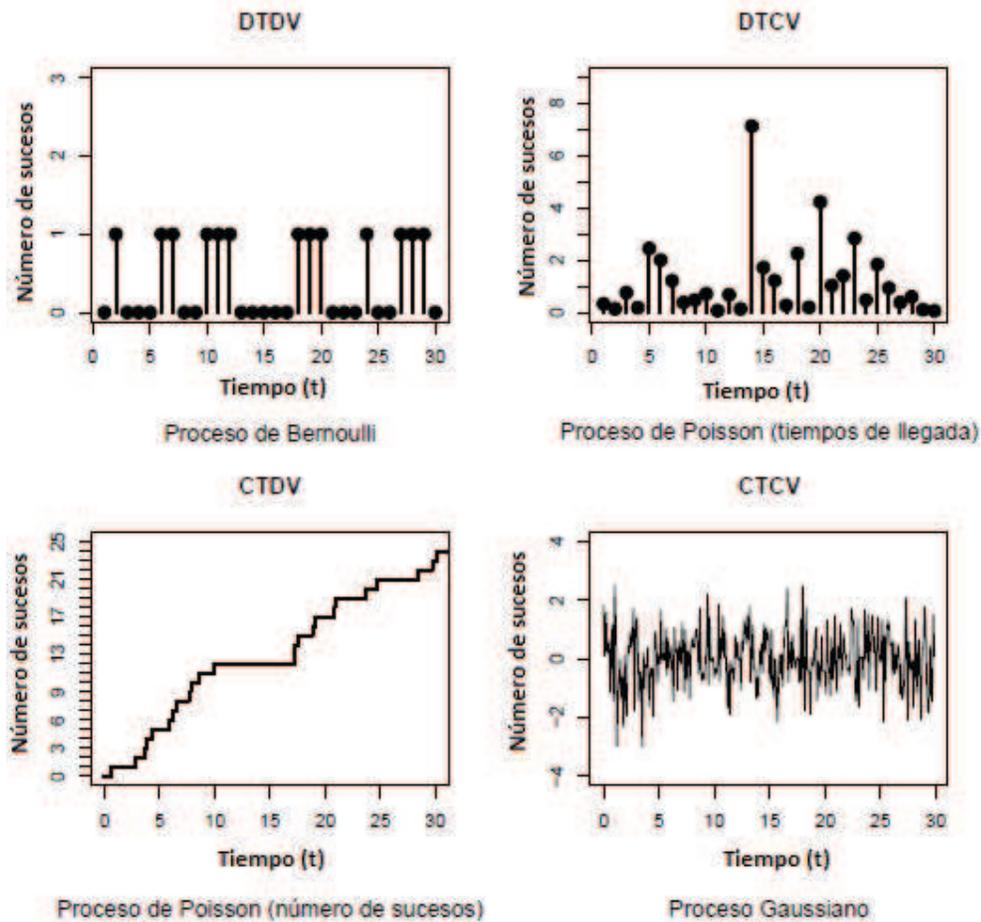 DTDV
Número de sucesos
3
2
1
0
0 5 10 15 20 25 30
Tiempo (t)
Proceso de Bernoulli
DTCV
Número de sucesos
8
6
4
2
0
0 5 10 15 20 25 30
Tiempo (t)
Proceso de Poisson (tiempos de llegada)
CTDV
Número de sucesos
25
21
17
13
9
6
3
0
0 5 10 15 20 25 30
Tiempo (t)
Proceso de Poisson (número de sucesos)
CTCV
Número de sucesos
4
2
0
−2
−4
0 5 10 15 20 25 30
Tiempo (t)
Proceso Gaussiano